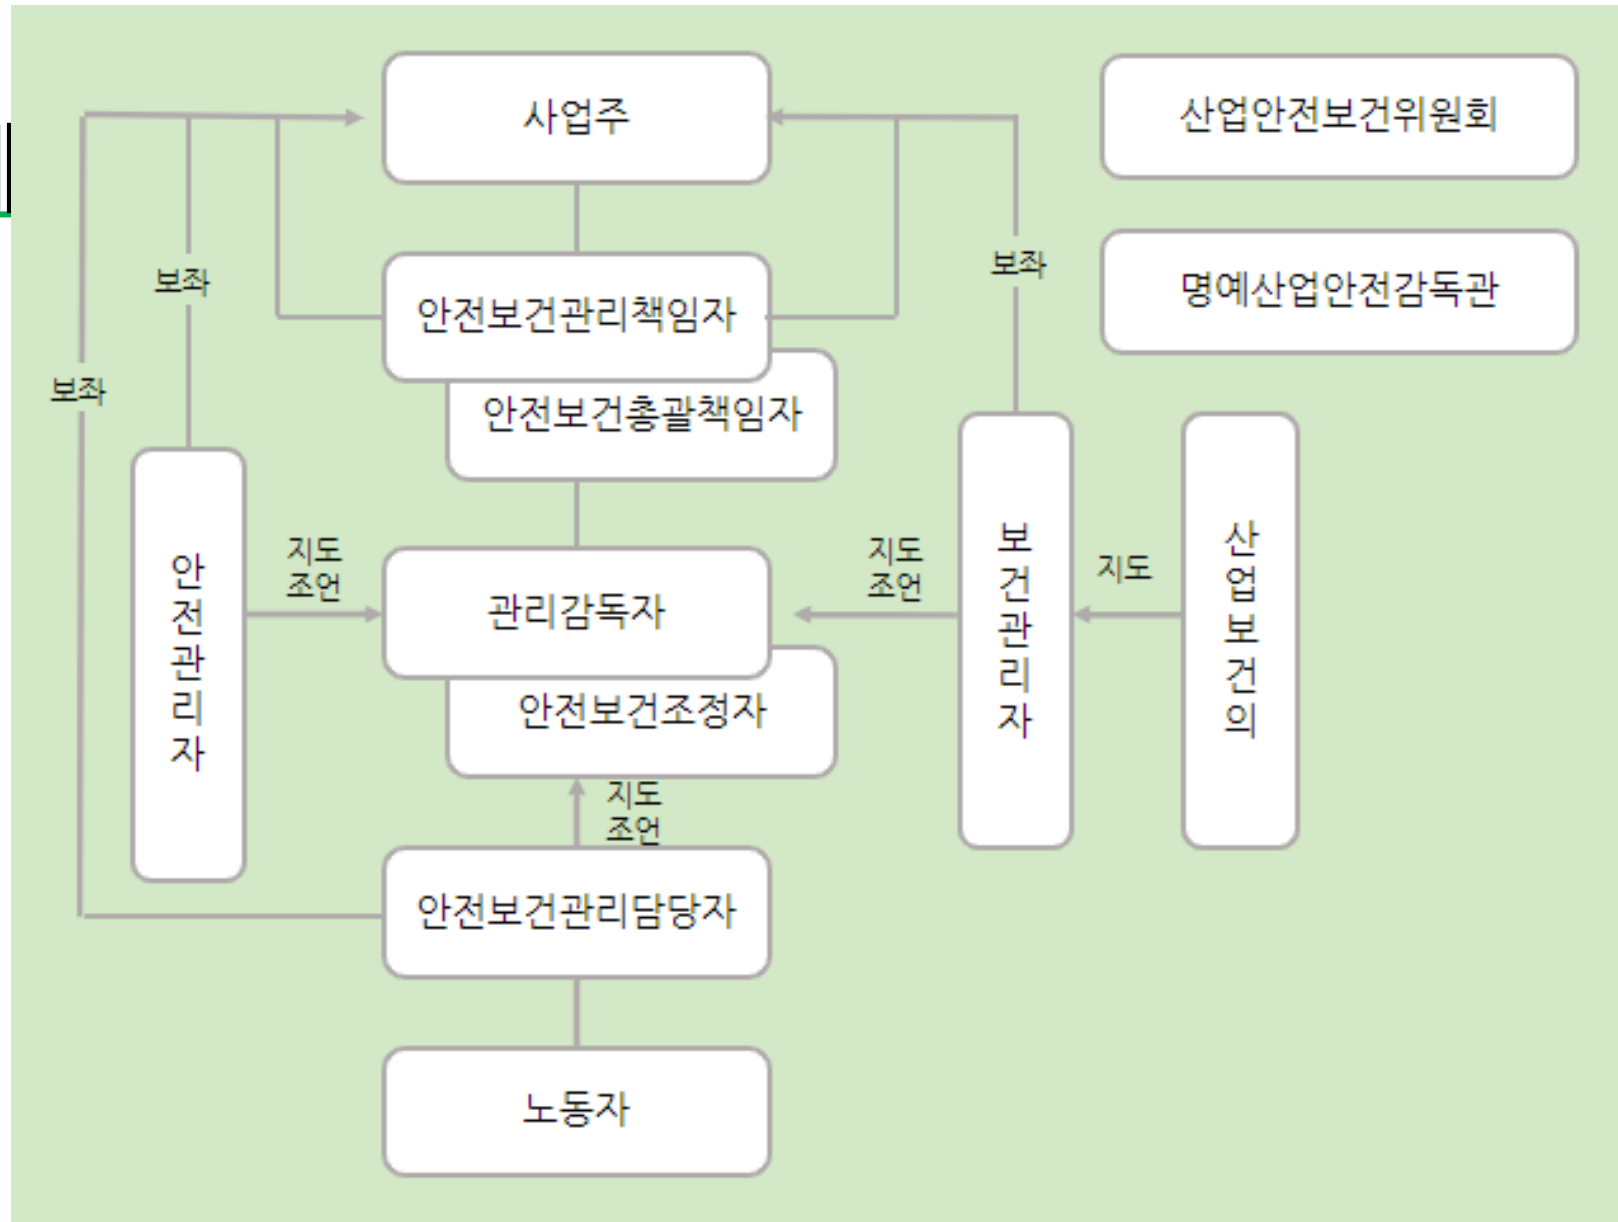 사업주
산업안전보건위원회
명예산업안전감독관
보좌
보좌
보좌
안전보건관리책임자
안전보건총괄책임자
안전관리자
지도
조언
관리감독자
안전보건조정자
지도
조언
보건관리자
지도
산업보건의
지도
조언
안전보건관리담당자
노동자